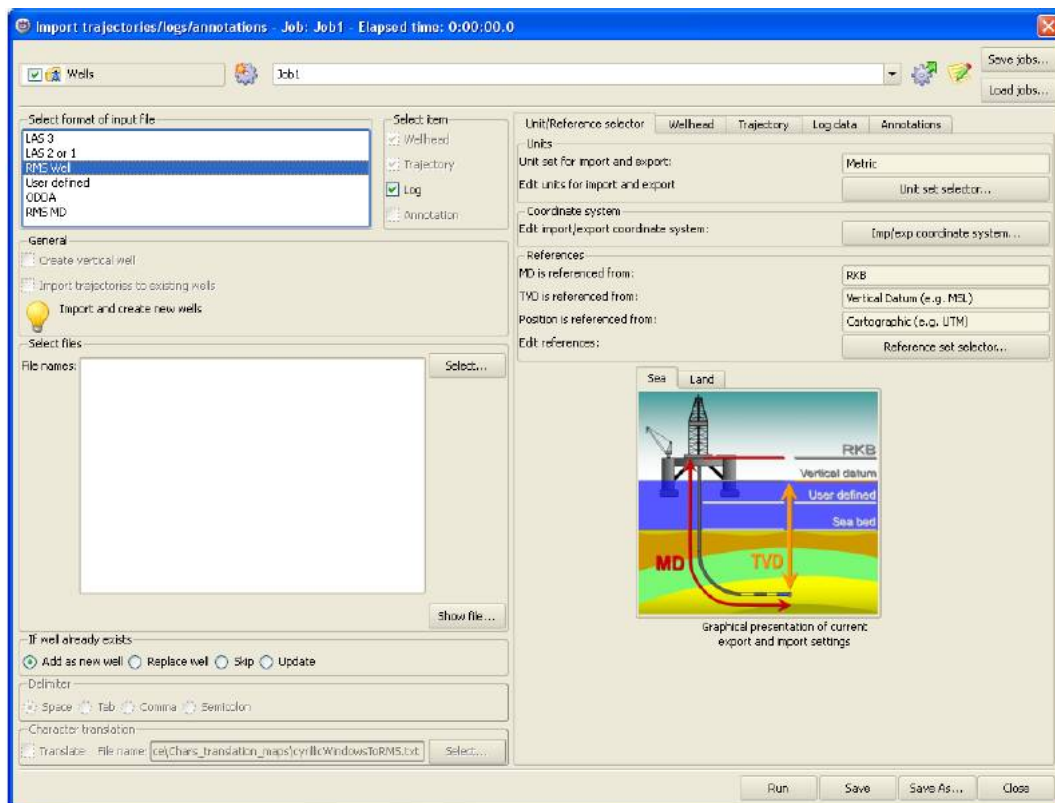 Import trajectories/logs/annotations - Job: Job1 - Elapsed time: 0:00:00.0
Wells
Job1
Save jobs...
Load jobs...
Select format of input file
LAS 3
LAS 2 or 1
RMS Well
User defined
ODDA
RMS MD
Select item
Wellhead
Trajectory
Log
Annotation
General
Create vertical well
Import trajectories to existing wells
Import and create new wells
Select files
File names:
Select...
Show file...
If well already exists
Add as new well Replace well Skip Update
Delimiter
Space Tab Comma Semicolon
Character translation
Translate File name: ce\Chars_translation_maps\cyrillicWindowsToRMS.txt Select...
Unit/Reference selector Wellhead Trajectory Log data Annotations
Units
Unit set for import and export: Metric
Edit units for import and export Unit set selector...
Coordinate system
Edit import/export coordinate system: Imp/exp coordinate system...
References
MD is referenced from: RKB
TVD is referenced from: Vertical Datum (e.g. MSL)
Position is referenced from: Cartographic (e.g. UTM)
Edit references: Reference set selector...
Sea Land
RKB
Vertical datum
User defined
Sea bed
MD TVD
Graphical presentation of current
export and import settings
Run Save Save As... Close